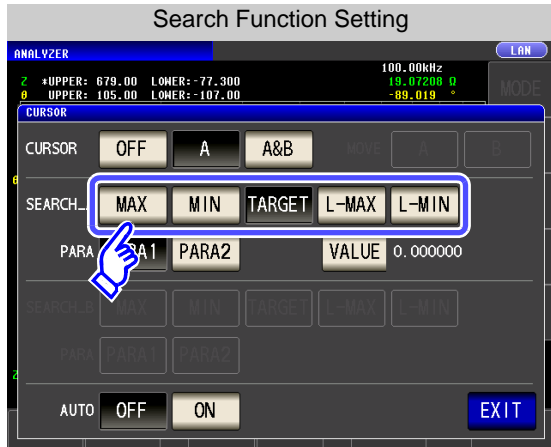 Search Function Setting
ANALYZER LAN
100.00kHz
Z *UPPER: 679.00 LOWER:-77.300 19.07208 Ω
θ UPPER: 105.00 LOWER:-107.00 -89.019 °
MODE
CURSOR
CURSOR OFF A A&B MOVE A B
θ
SEARCH_ MAX MIN TARGET L-MAX L-MIN
PARA PARA2 VALUE 0.000000
SEARCH_B MAX MIN TARGET L-MAX L-MIN
PARA PARA1 PARA2
Z
AUTO OFF ON EXIT